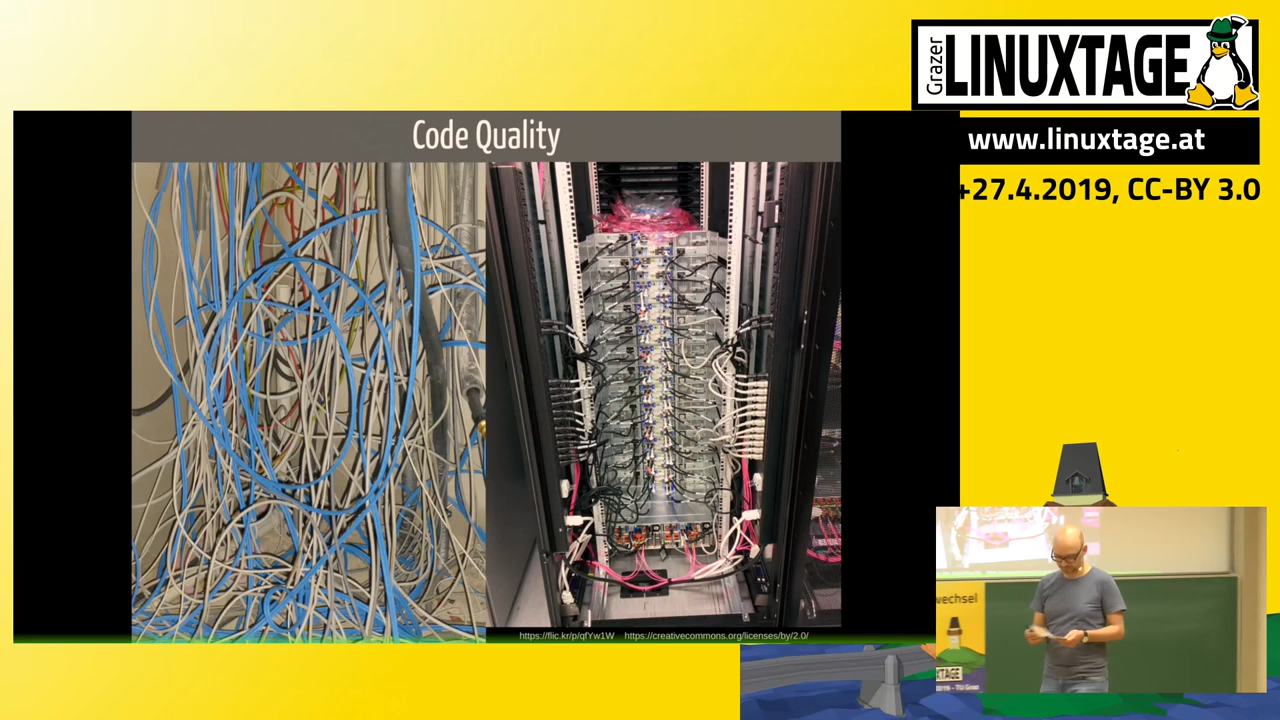 Grazer
LINUXTAGE
www.linuxtage.at
+27.4.2019, CC-BY 3.0
Code Quality
https://flic.kr/p/qfYw1W https://creativecommons.org/licenses/by/2.0/
wechsel
XTAGE